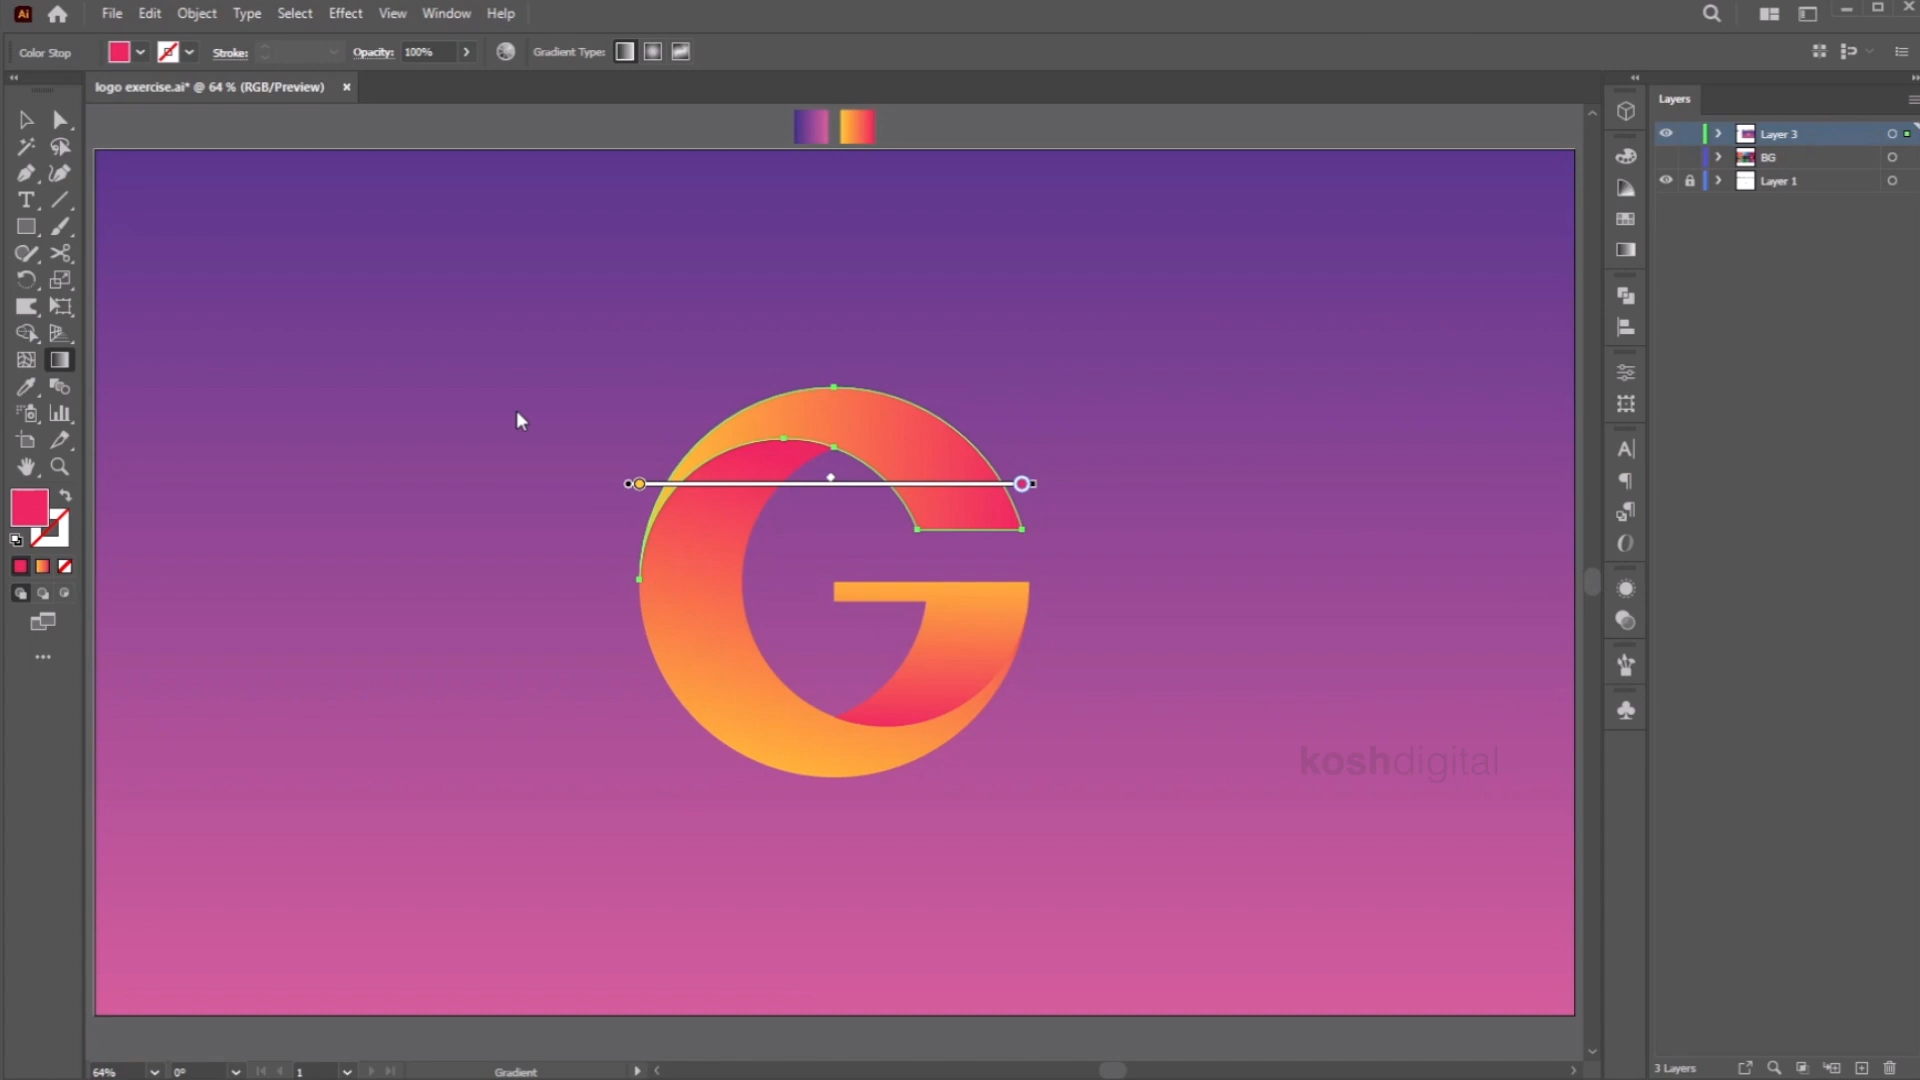 Ai File Edit Object Type Select Effect View Window Help
Color Stop Stroke: Opacity: 100% Gradient Type:
logo exercise.ai* @ 64 % (RGB/Preview)
Layers
Layer 3
BG
Layer 1
G
koshdigital
64% 0° 1 Gradient
3 Layers